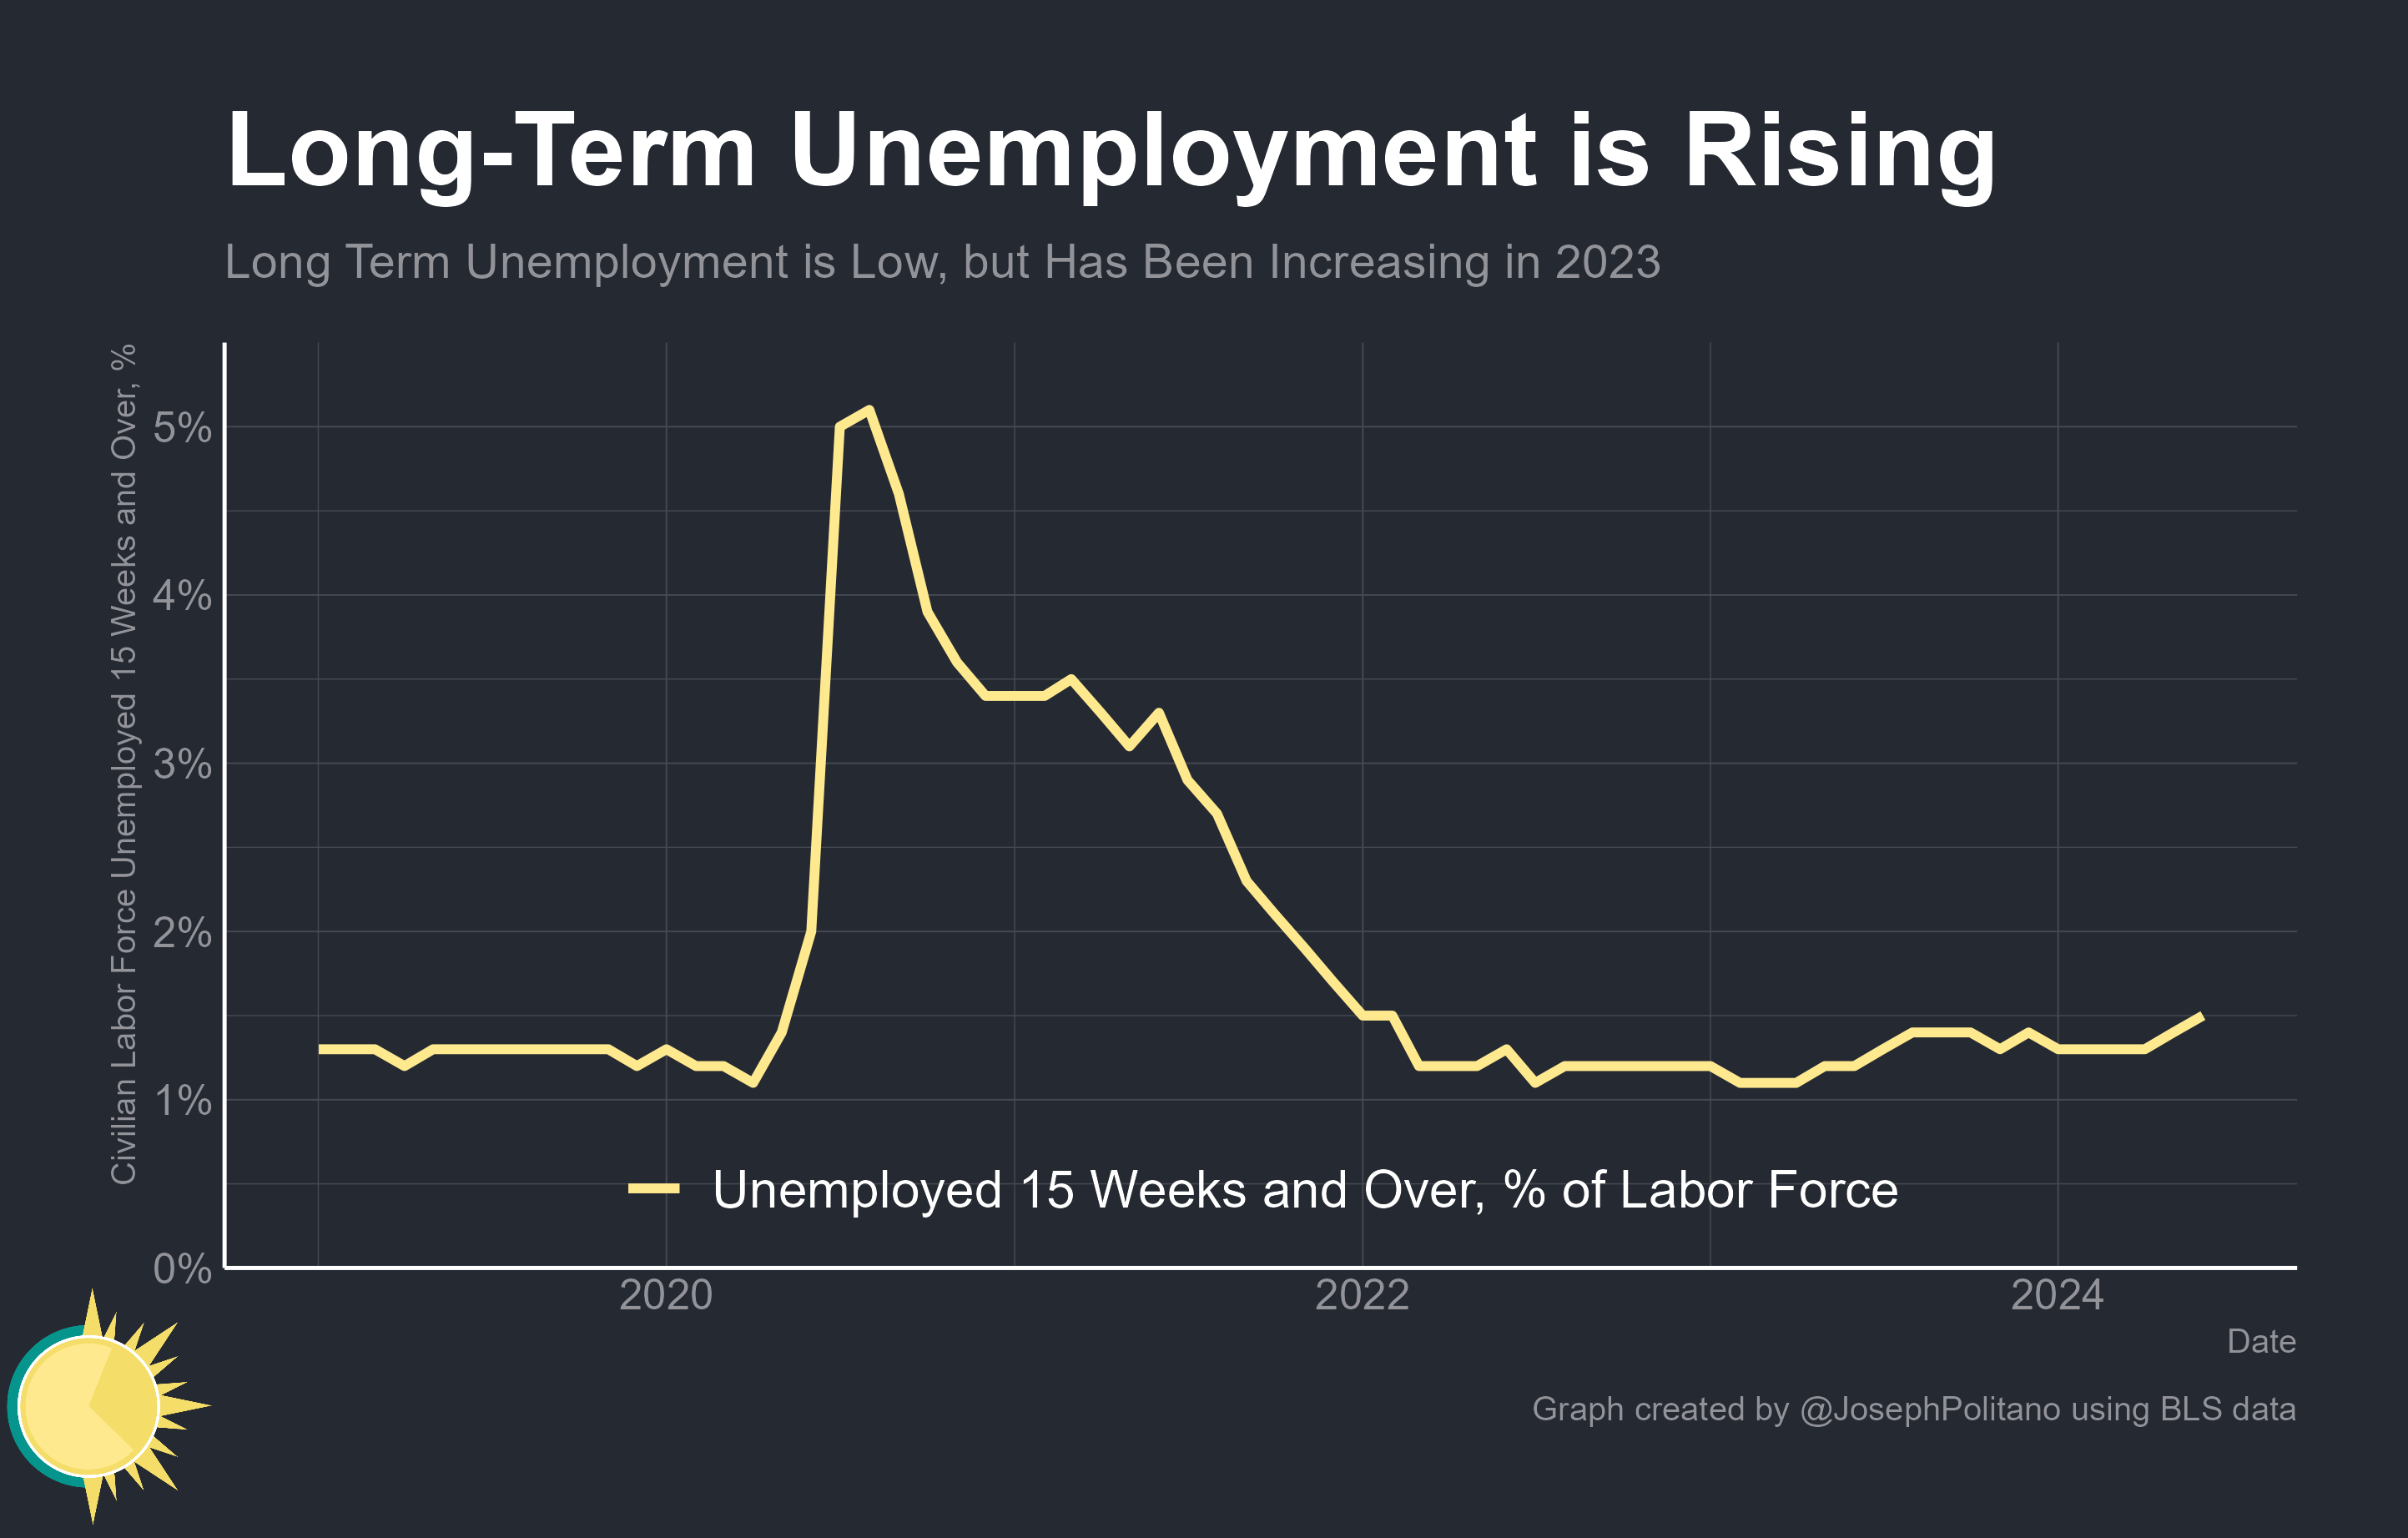 Long-Term Unemployment is Rising
Long Term Unemployment is Low, but Has Been Increasing in 2023
Civilian Labor Force Unemployed 15 Weeks and Over, %
5%
4%
3%
2%
1%
0%
Unemployed 15 Weeks and Over, % of Labor Force
2020
2022
2024
Date
Graph created by @JosephPolitano using BLS data